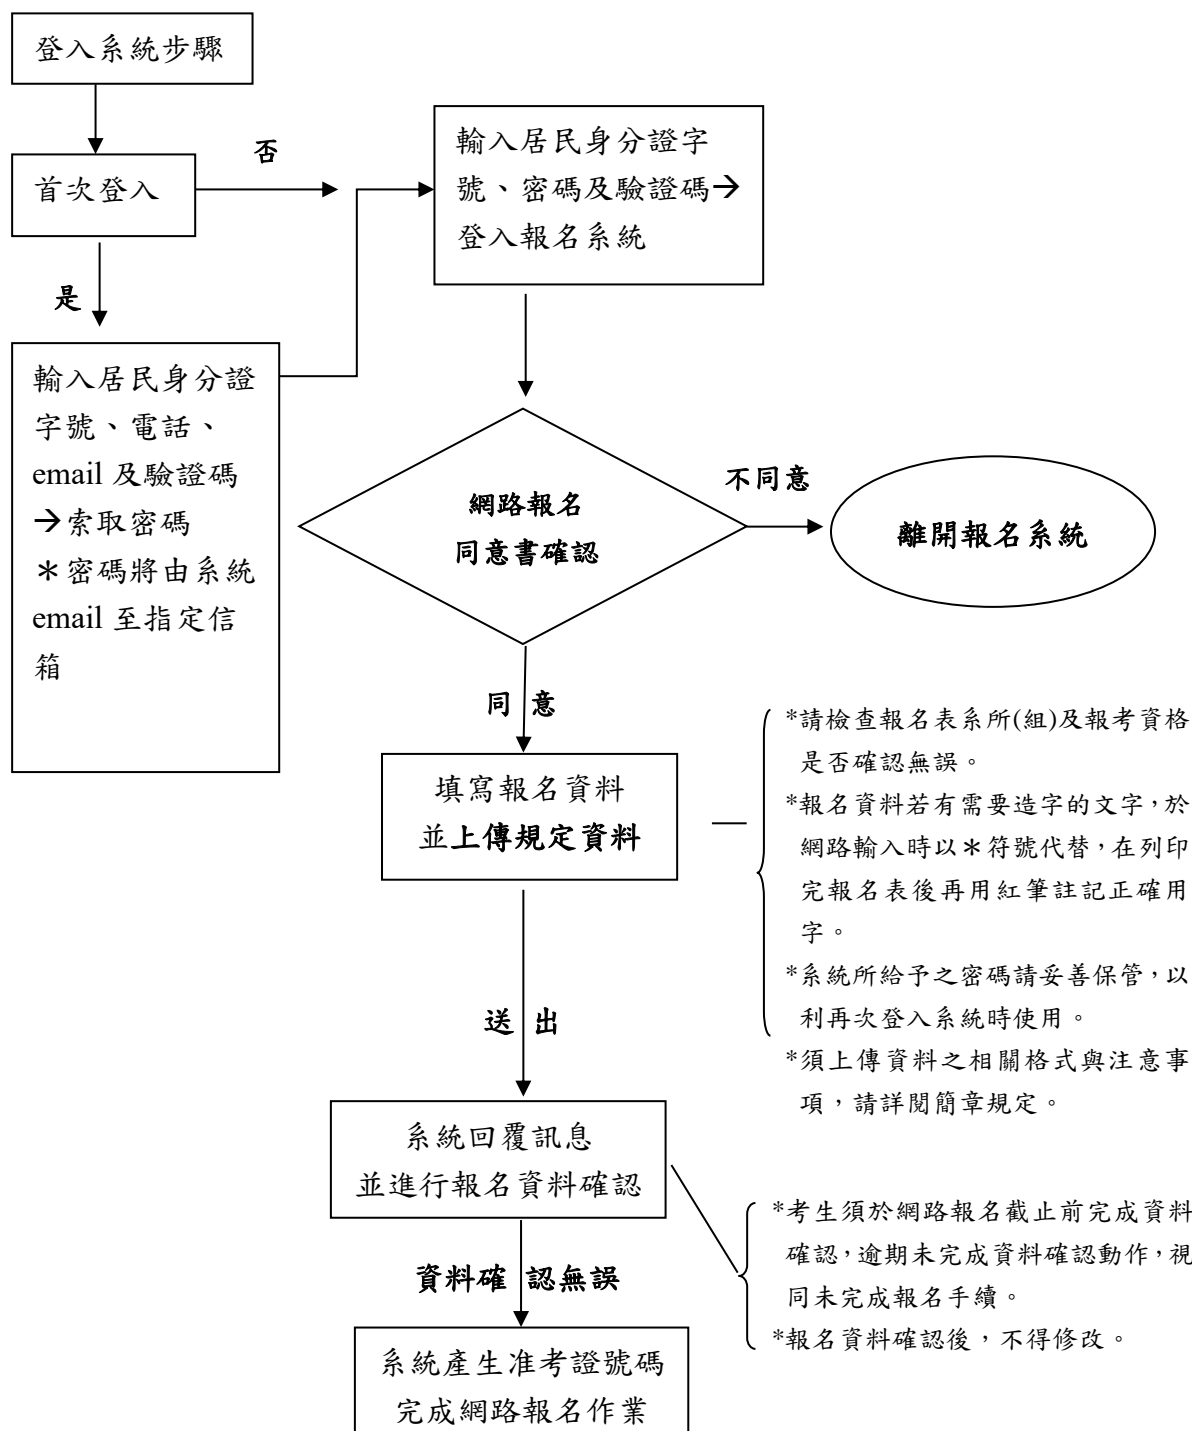 登入系統步驟
首次登入
否
是
輸入居民身分證字
號、密碼及驗證碼→
登入報名系統
輸入居民身分證
字號、電話、
email 及驗證碼
→索取密碼
＊密碼將由系統
email 至指定信
箱
網路報名
同意書確認
不同意
離開報名系統
同意
填寫報名資料
並上傳規定資料
*請檢查報名表系所(組)及報考資格
是否確認無誤。
*報名資料若有需要造字的文字，於
網路輸入時以＊符號代替，在列印
完報名表後再用紅筆註記正確用
字。
*系統所給予之密碼請妥善保管，以
利再次登入系統時使用。
*須上傳資料之相關格式與注意事
項，請詳閱簡章規定。
送出
系統回覆訊息
並進行報名資料確認
*考生須於網路報名截止前完成資料
確認，逾期未完成資料確認動作，視
同未完成報名手續。
*報名資料確認後，不得修改。
資料確認無誤
系統產生准考證號碼
完成網路報名作業